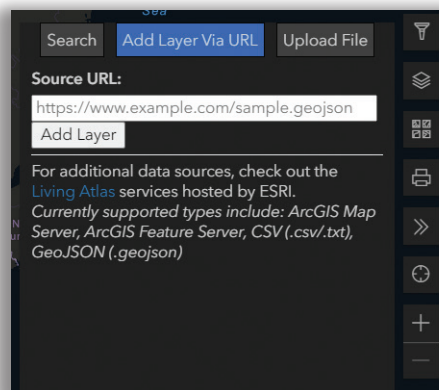 Sea
Search
Add Layer Via URL
Upload File
Source URL:
https://www.example.com/sample.geojson
Add Layer
For additional data sources, check out the
Living Atlas services hosted by ESRI.
Currently supported types include: ArcGIS Map
Server, ArcGIS Feature Server, CSV (.csv/.txt),
GeoJSON (.geojson)